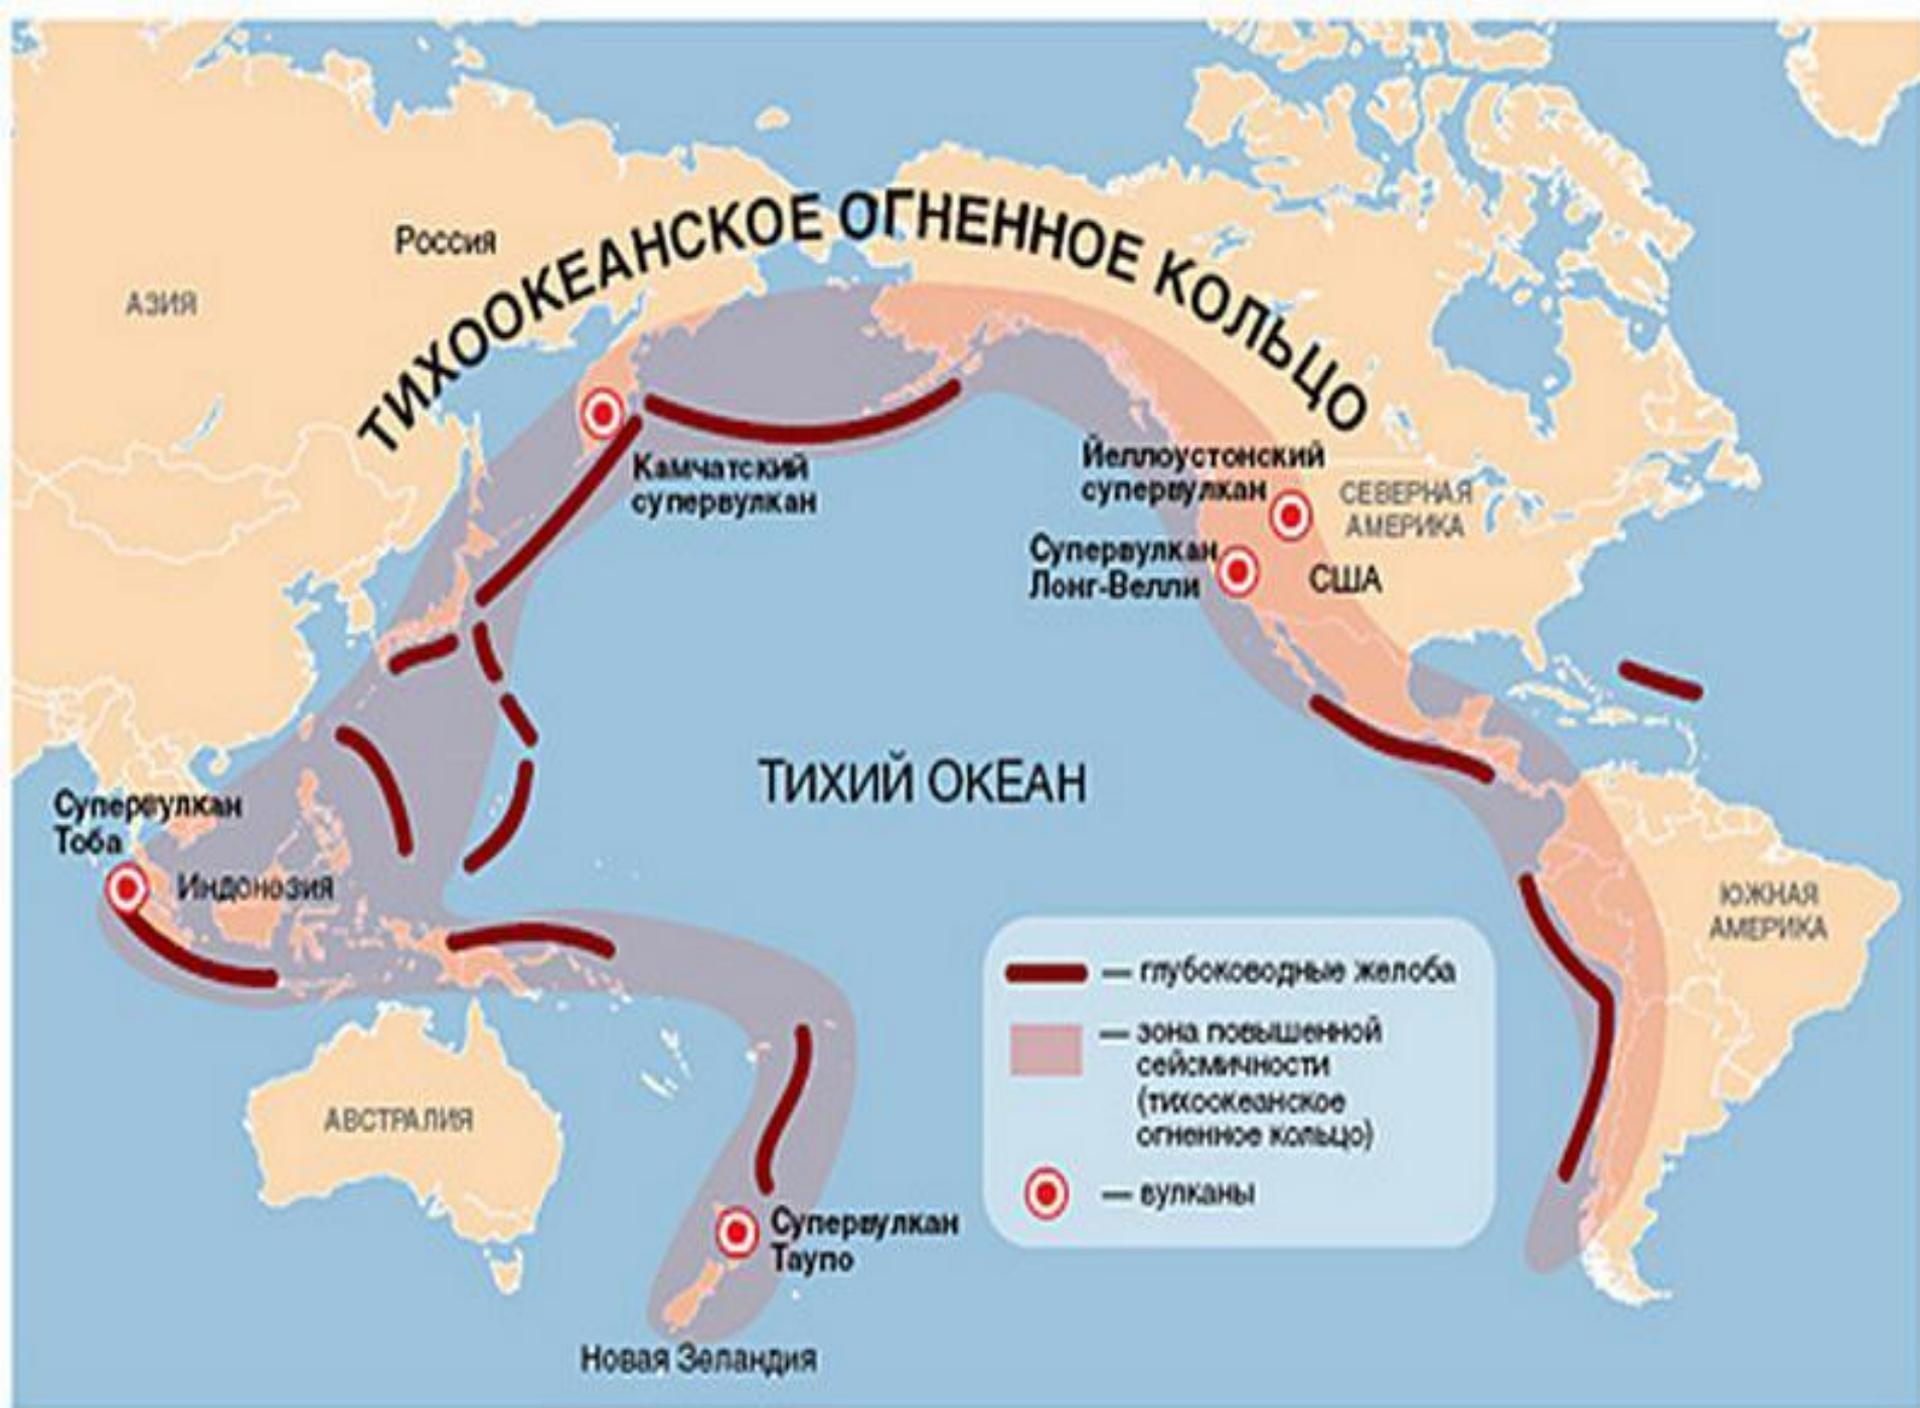 ТИХООКЕАНСКОЕ ОГНЕННОЕ КОЛЬЦО
Россия
АЗИЯ
Камчатский
супервулкан
Йеллоустонский
супервулкан
СЕВЕРНАЯ
АМЕРИКА
Супервулкан
Лонг-Велли
США
ТИХИЙ ОКЕАН
Супервулкан
Тоба
Индонезия
ЮЖНАЯ
АМЕРИКА
АВСТРАЛИЯ
— глубоководные желоба
— зона повышенной
сейсмичности
(тихоокеанское
огненное кольцо)
— вулканы
Супервулкан
Таупо
Новая Зеландия